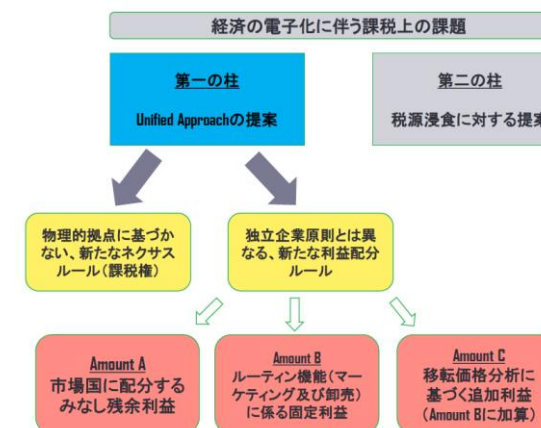 経済の電子化に伴う課税上の課題
第一の柱
Unified Approachの提案
第二の柱
税源浸食に対する提案
物理的拠点に基づか
ない、新たなネクサス
ルール(課税権)
独立企業原則とは異
なる、新たな利益配分
ルール
Amount A
市場国に配分する
みなし残余利益
Amount B
ルーティン機能(マー
ケティング及び卸売)
に係る固定利益
Amount C
移転価格分析に
基づく追加利益
(Amount Bに加算)